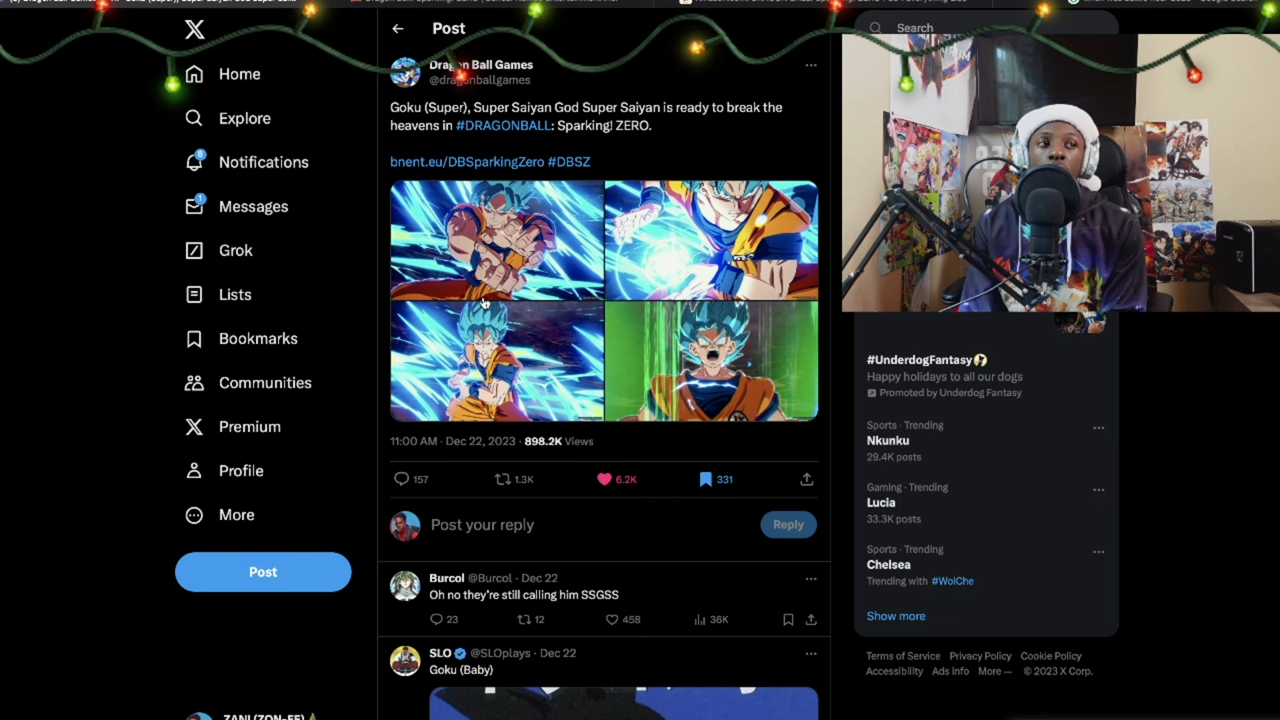 X
Home
Explore
8
Notifications
1
Messages
Grok
Lists
Bookmarks
Communities
Premium
Profile
More
Post
Post
Dragon Ball Games
@dragonballgames
Goku (Super), Super Saiyan God Super Saiyan is ready to break the
heavens in #DRAGONBALL: Sparking! ZERO.
bnent.eu/DBSparkingZero #DBSZ
11:00 AM · Dec 22, 2023 · 898.2K Views
157
1.3K
6.2K
331
Post your reply
Reply
Burcol @Burcol · Dec 22
Oh no they're still calling him SSGSS
23
12
458
36K
SLO @SLOplays · Dec 22
Goku (Baby)
Search
#UnderdogFantasy
Happy holidays to all our dogs
Promoted by Underdog Fantasy
Sports · Trending
Nkunku
29.4K posts
Gaming · Trending
Lucia
33.3K posts
Sports · Trending
Chelsea
Trending with #WolChe
Show more
Terms of Service Privacy Policy Cookie Policy
Accessibility Ads info More ··· © 2023 X Corp.